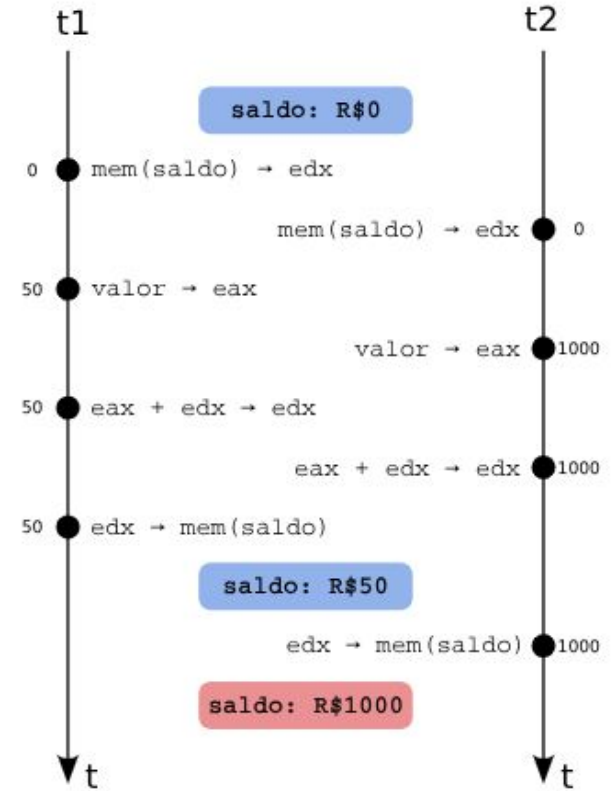 t1 t2
saldo: R$0
0 mem(saldo) → edx
mem(saldo) → edx 0
50 valor → eax
valor → eax 1000
50 eax + edx → edx
eax + edx → edx 1000
50 edx → mem(saldo)
saldo: R$50
edx → mem(saldo) 1000
saldo: R$1000
t t